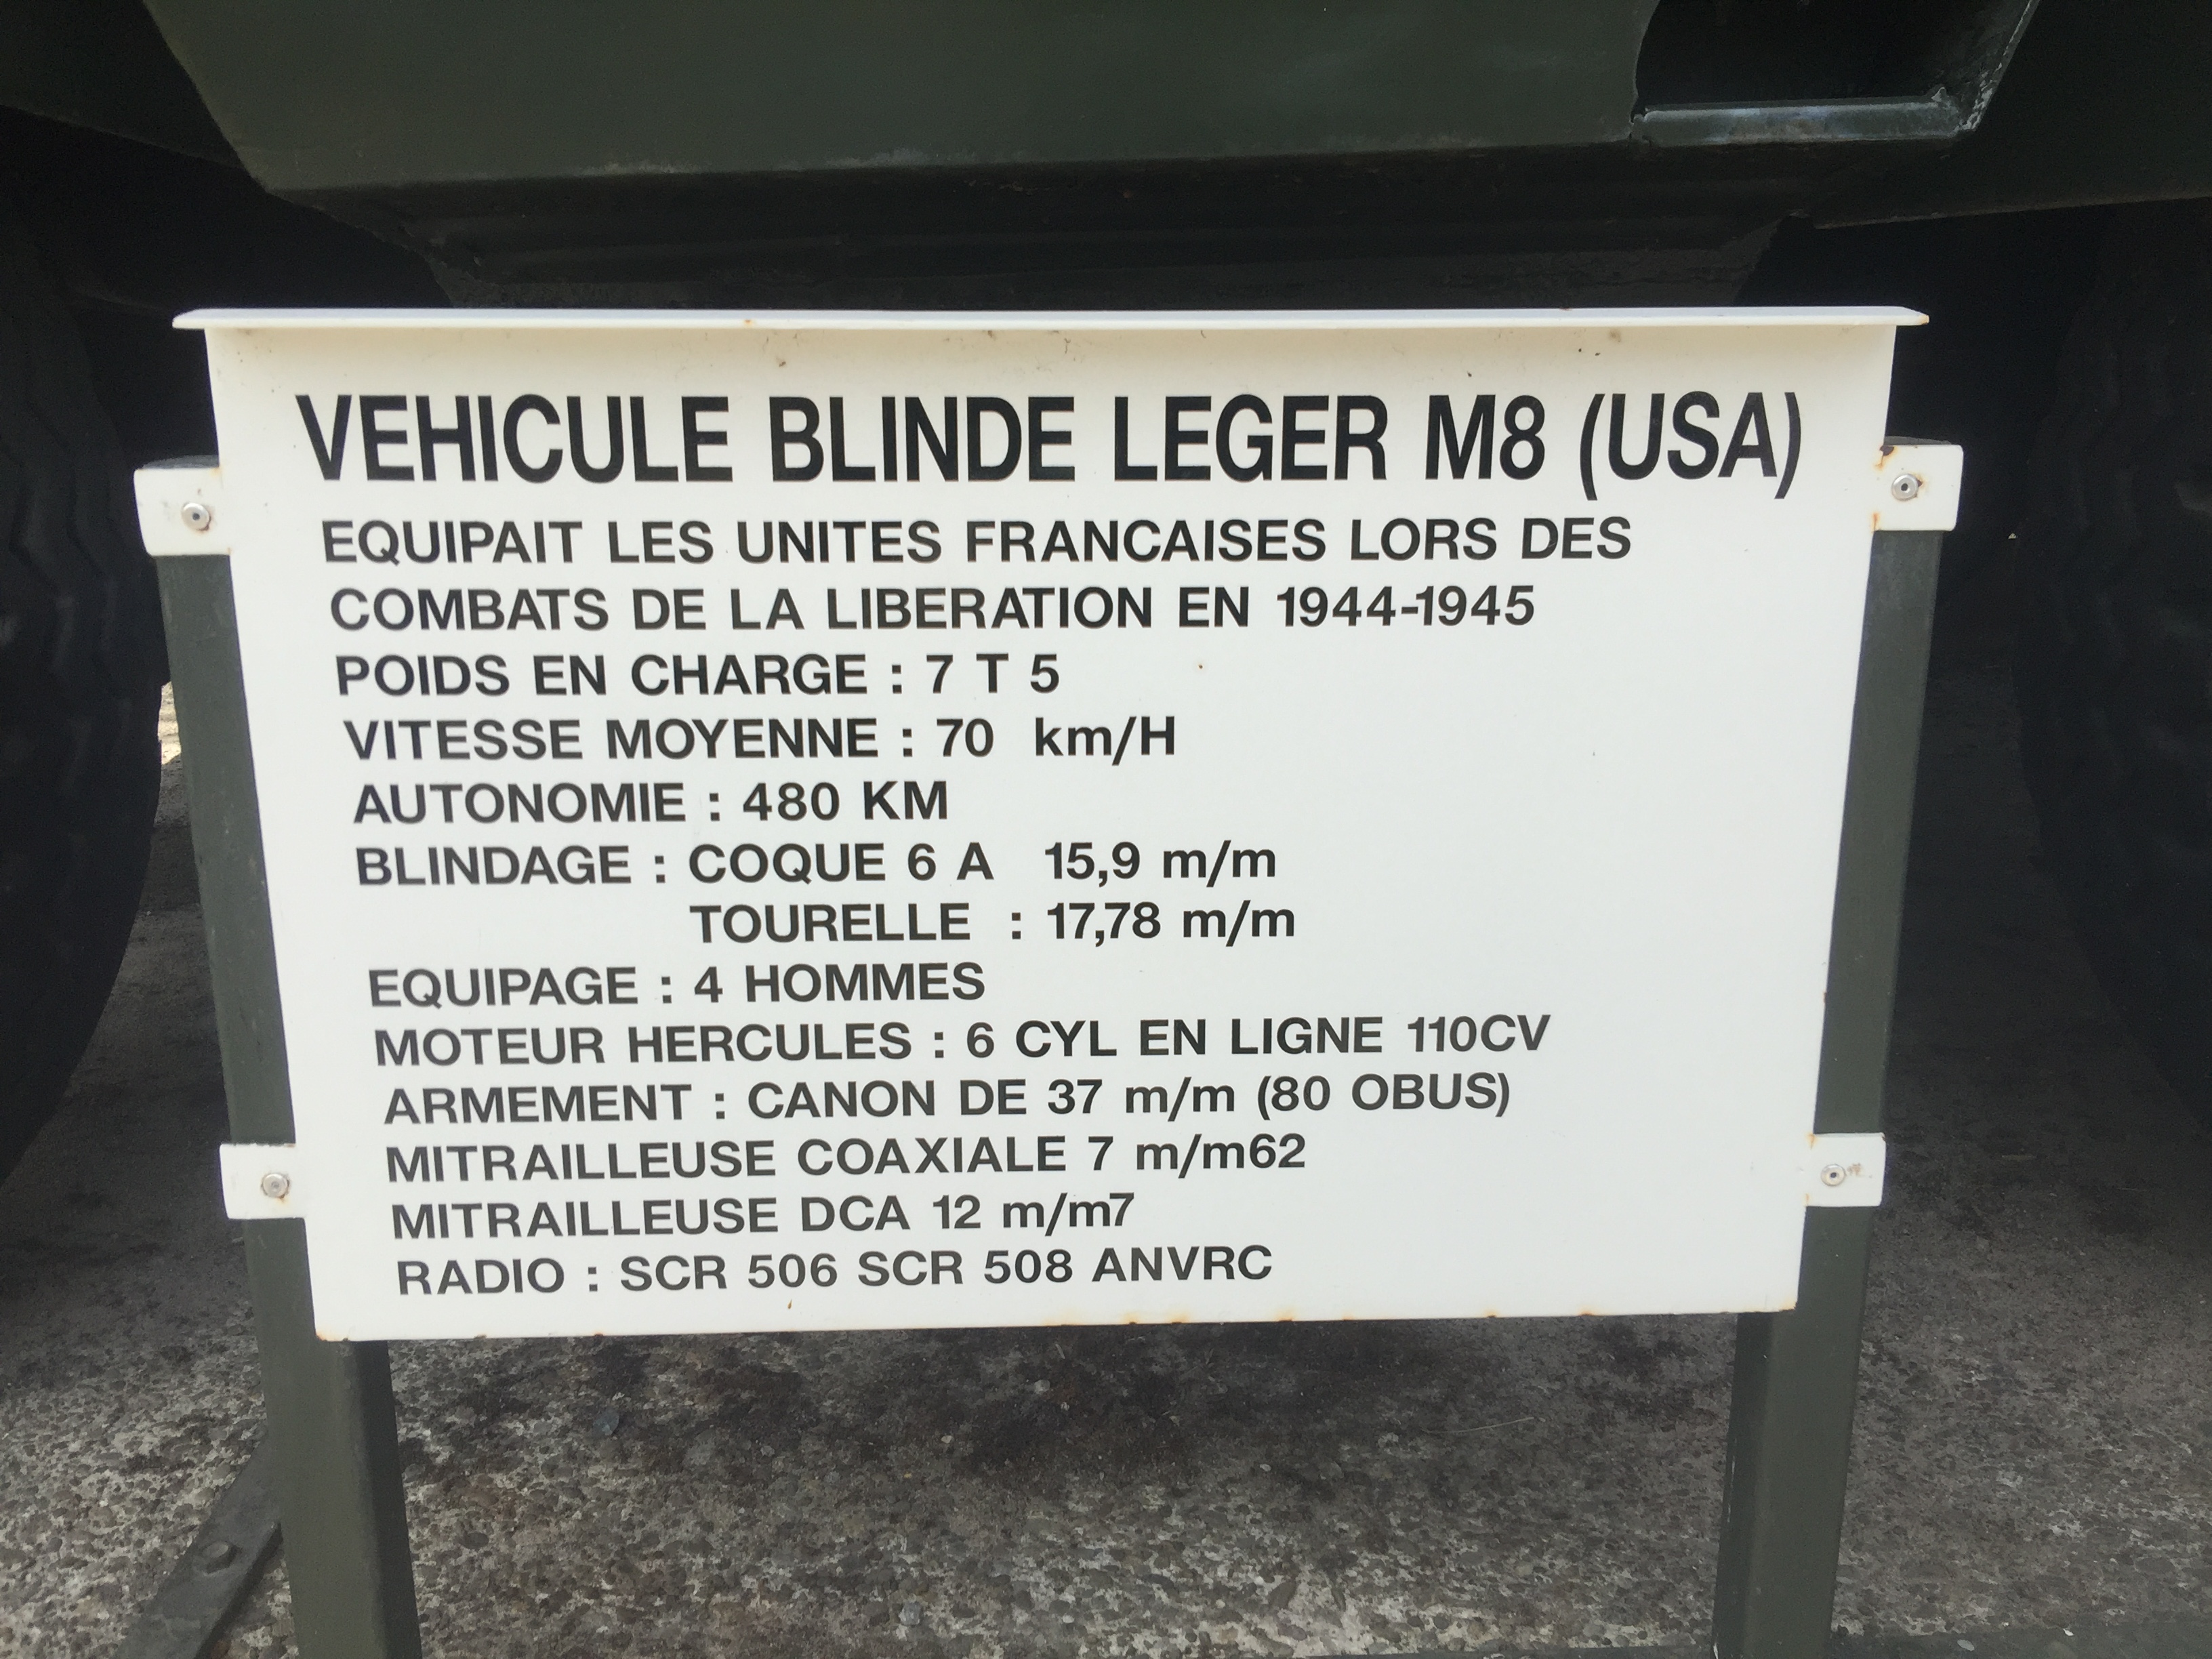 VEHICULE BLINDE LEGER M8 (USA)
EQUIPAIT LES UNITES FRANCAISES LORS DES
COMBATS DE LA LIBERATION EN 1944-1945
POIDS EN CHARGE : 7 T 5
VITESSE MOYENNE : 70 km/H
AUTONOMIE : 480 KM
BLINDAGE : COQUE 6 A 15,9 m/m
TOURELLE : 17,78 m/m
EQUIPAGE : 4 HOMMES
MOTEUR HERCULES : 6 CYL EN LIGNE 110CV
ARMEMENT : CANON DE 37 m/m (80 OBUS)
MITRAILLEUSE COAXIALE 7 m/m62
MITRAILLEUSE DCA 12 m/m7
RADIO : SCR 506 SCR 508 ANVRC